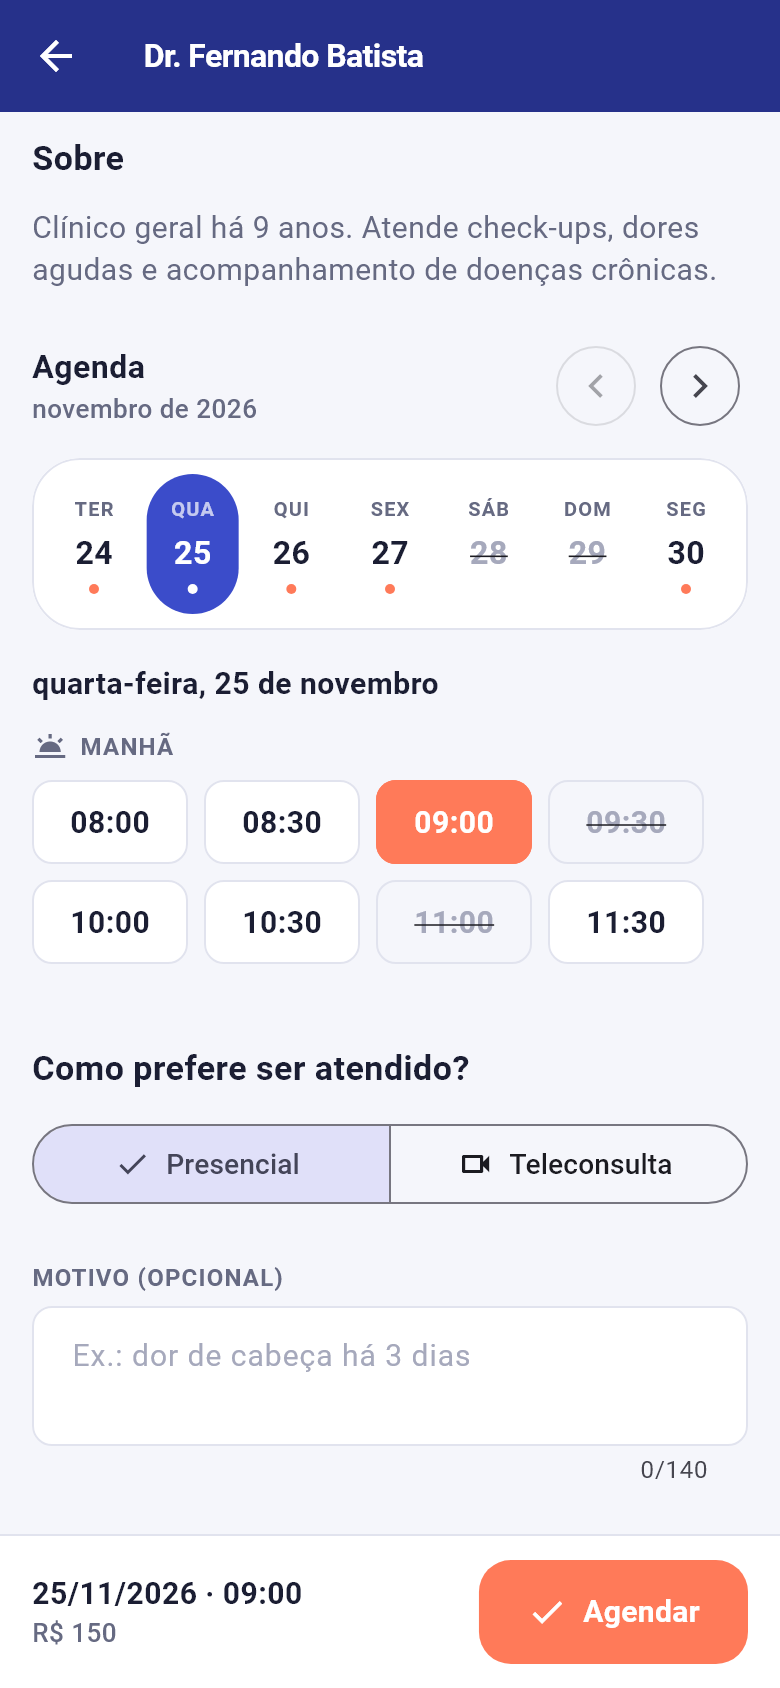 Dr. Fernando Batista
Sobre
Clínico geral há 9 anos. Atende check-ups, dores
agudas e acompanhamento de doenças crônicas.
Agenda
novembro de 2026
TER QUA QUI SEX SÁB DOM SEG
24 25 26 27 28 29 30
quarta-feira, 25 de novembro
MANHÃ
08:00 08:30 09:00 09:30
10:00 10:30 11:00 11:30
Como prefere ser atendido?
Presencial Teleconsulta
MOTIVO (OPCIONAL)
Ex.: dor de cabeça há 3 dias
0/140
25/11/2026 · 09:00
R$ 150
Agendar